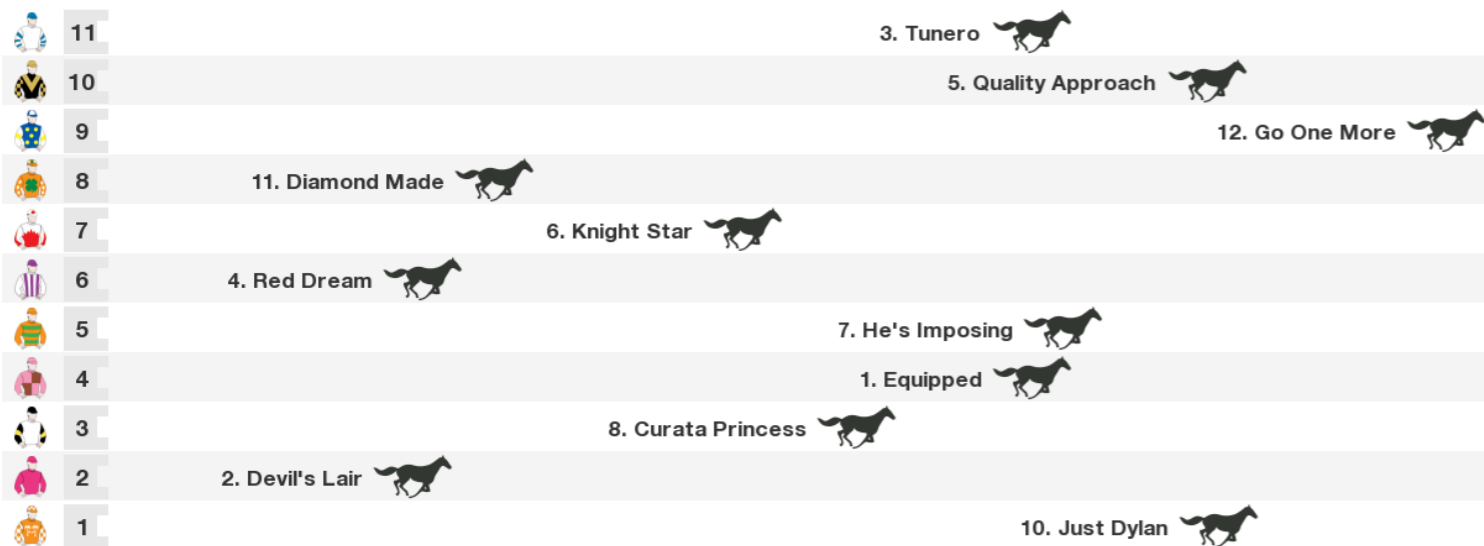 11 3. Tunero
10 5. Quality Approach
9 12. Go One More
8 11. Diamond Made
7 6. Knight Star
6 4. Red Dream
5 7. He's Imposing
4 1. Equipped
3 8. Curata Princess
2 2. Devil's Lair
1 10. Just Dylan